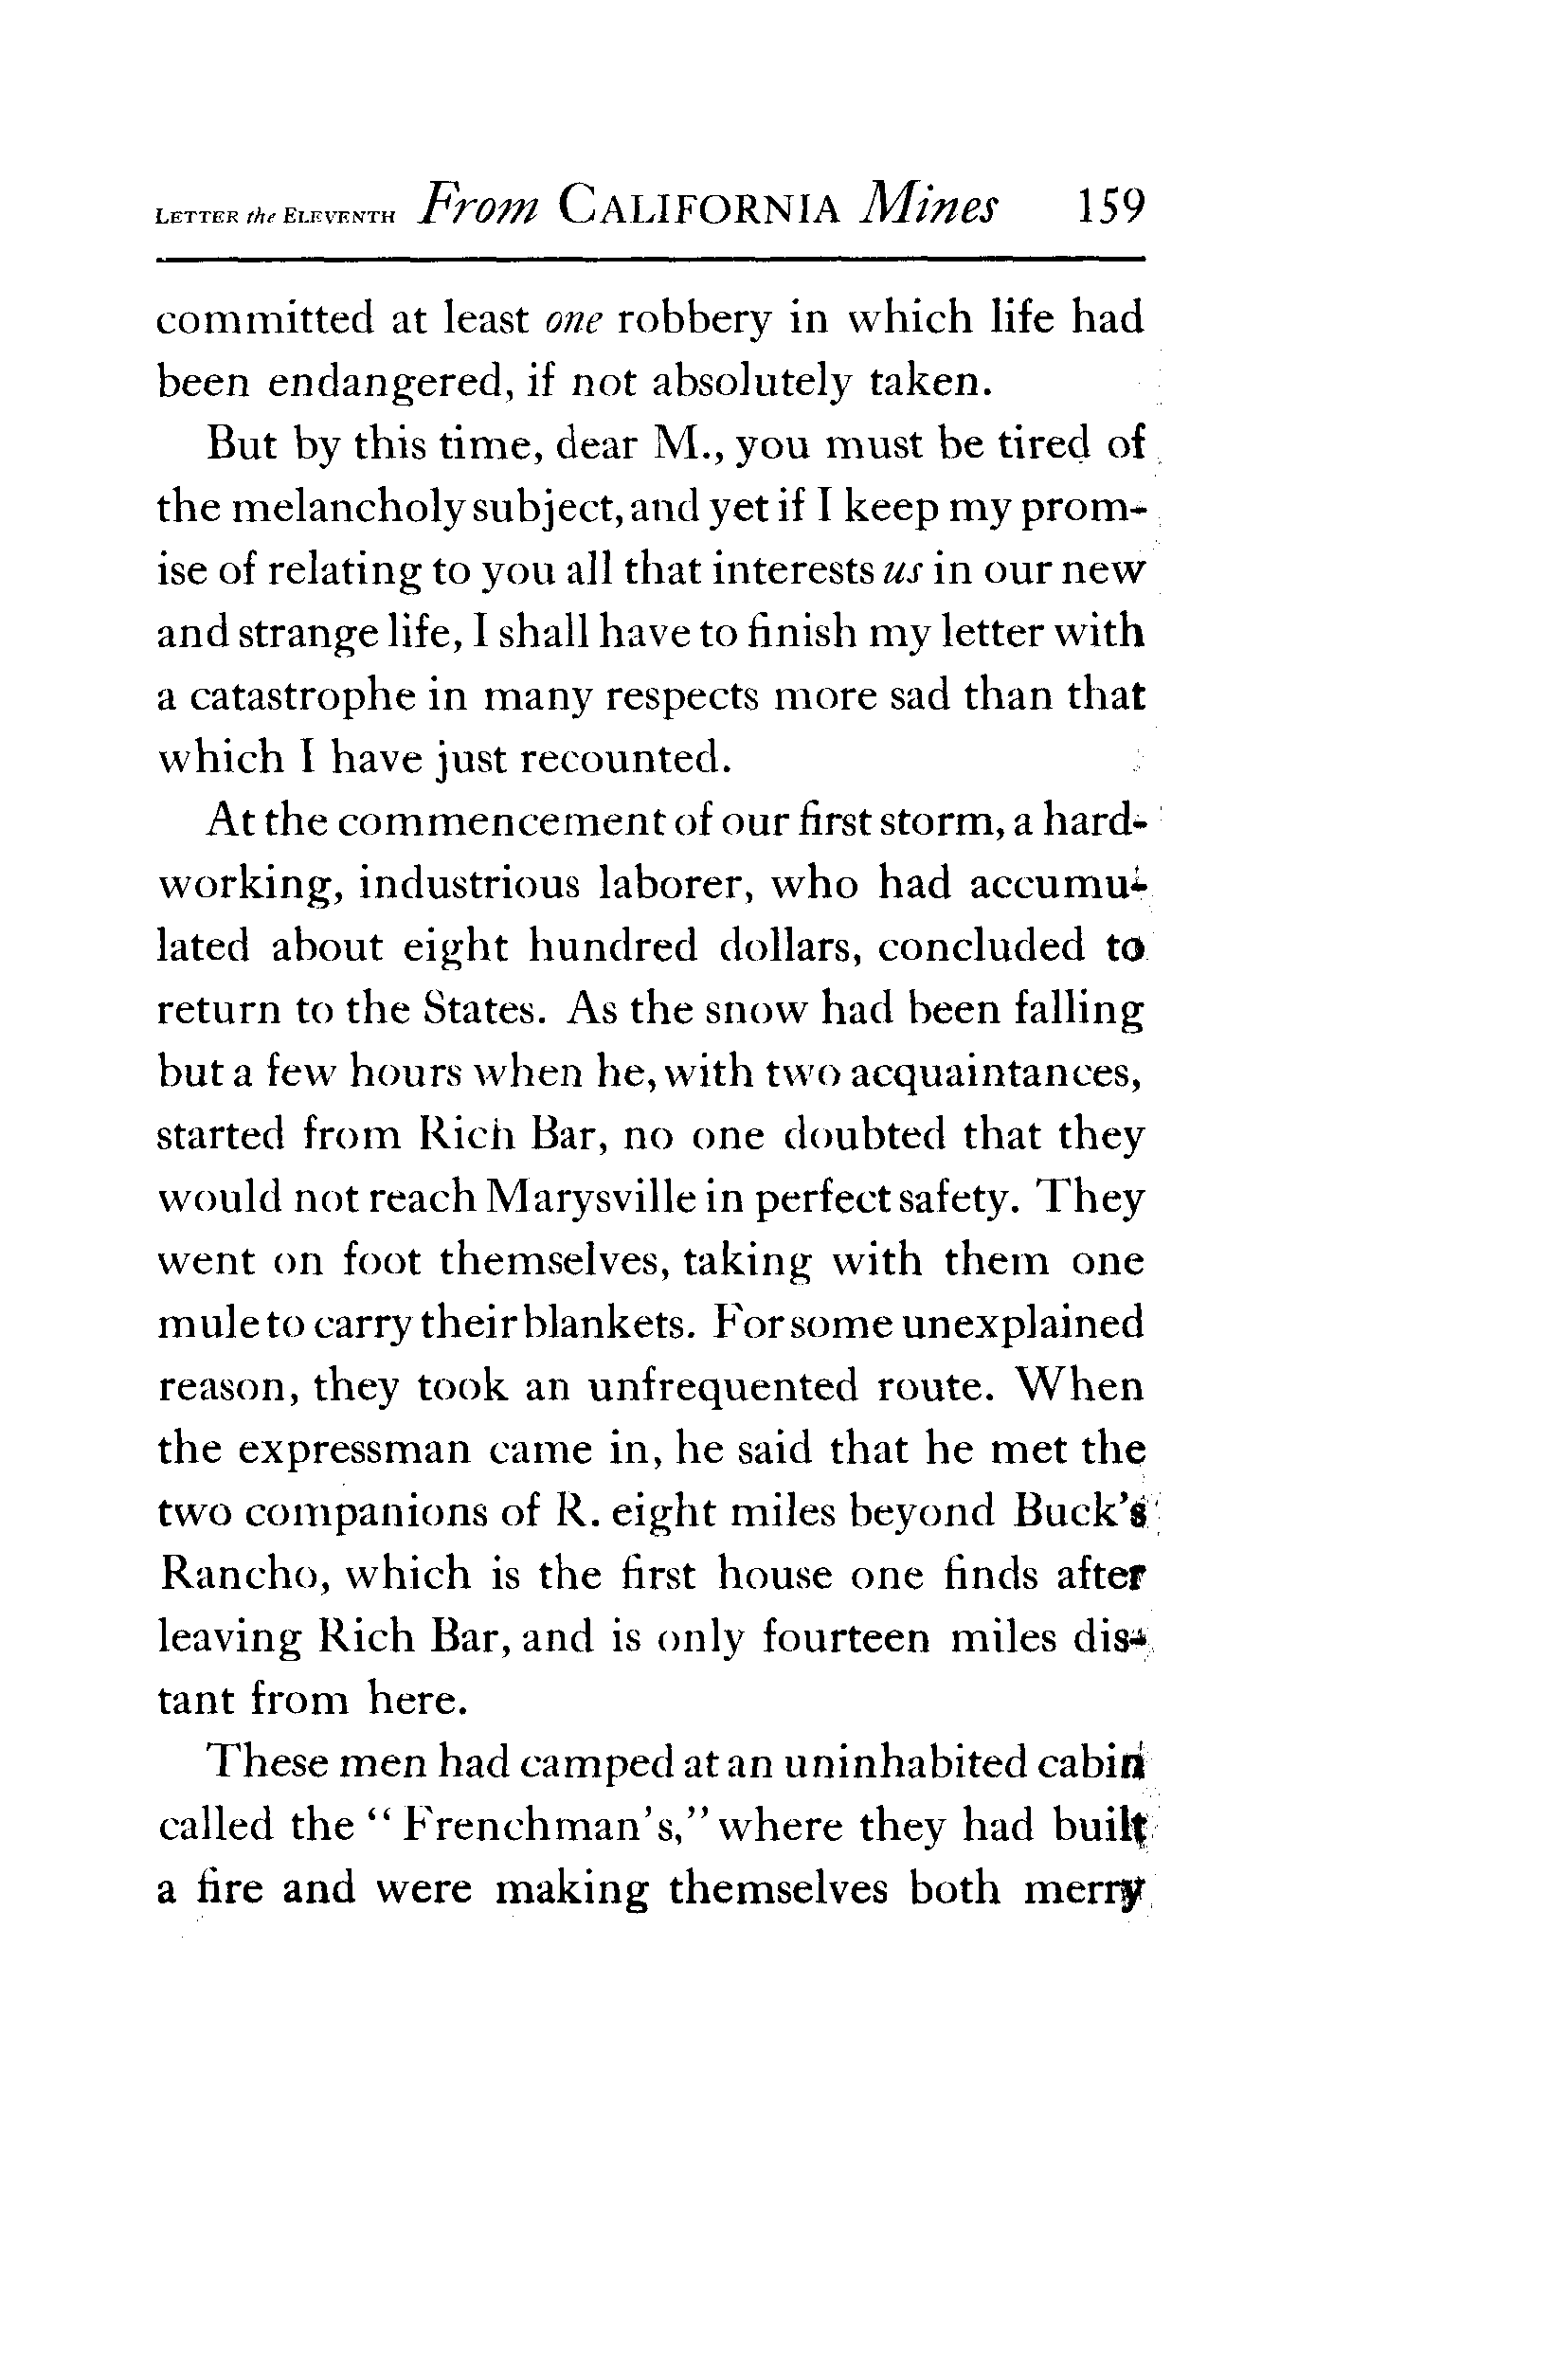 LETTER the ELEVENTH From CALIFORNIA Mines 159
committed at least one robbery in which life had
been endangered, if not absolutely taken.
But by this time, dear M., you must be tired of
the melancholy subject, and yet if I keep my prom-
ise of relating to you all that interests us in our new
and strange life, I shall have to finish my letter with
a catastrophe in many respects more sad than that
which I have just recounted.
At the commencement of our first storm, a hard-
working, industrious laborer, who had accumu-
lated about eight hundred dollars, concluded to
return to the States. As the snow had been falling
but a few hours when he, with two acquaintances,
started from Rich Bar, no one doubted that they
would not reach Marysville in perfect safety. They
went on foot themselves, taking with them one
mule to carry their blankets. For some unexplained
reason, they took an unfrequented route. When
the expressman came in, he said that he met the
two companions of R. eight miles beyond Buck's
Rancho, which is the first house one finds after
leaving Rich Bar, and is only fourteen miles dis-
tant from here.
These men had camped at an uninhabited cabin
called the "Frenchman's," where they had built
a fire and were making themselves both merry